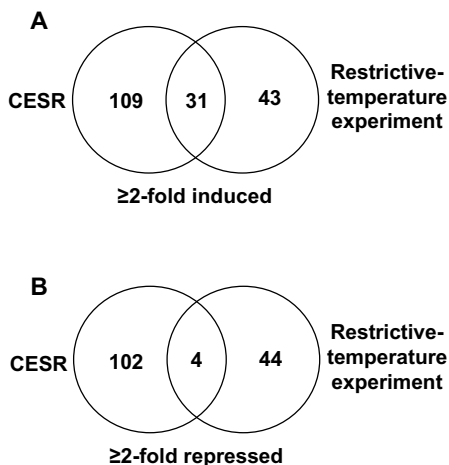 A
Restrictive-
CESR 109 31 43 temperature
experiment
≥2-fold induced
B
Restrictive-
CESR 102 4 44 temperature
experiment
≥2-fold repressed